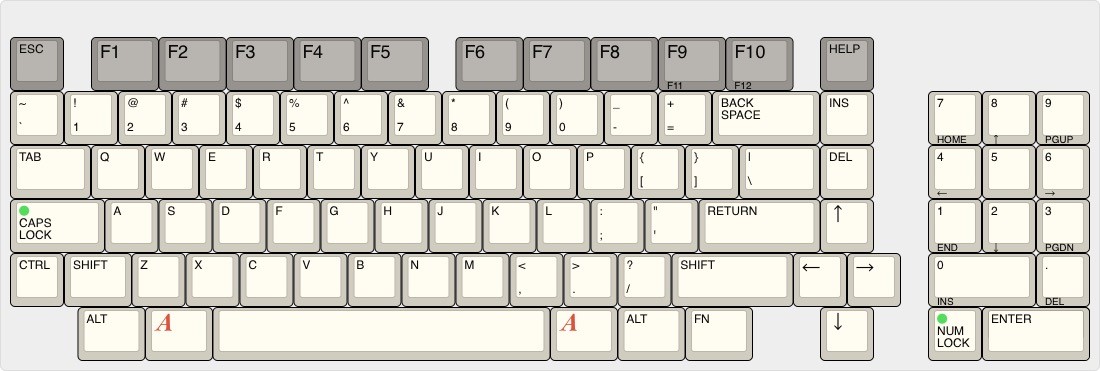 ESC F1 F2 F3 F4 F5 F6 F7 F8 F9 F10 HELP
F11 F12
~ ! @ # $ % ^ & * ( ) _ + BACK SPACE INS 7 8 9
` 1 2 3 4 5 6 7 8 9 0 - =
HOME ↑ PGUP
TAB Q W E R T Y U I O P { } | DEL 4 5 6
[ ] \
← →
CAPS LOCK A S D F G H J K L : " RETURN ↑ 1 2 3
; '
END ↓ PGDN
CTRL SHIFT Z X C V B N M < > ? SHIFT ← → 0 .
, . /
INS DEL
ALT A A ALT FN ↓ NUM LOCK ENTER